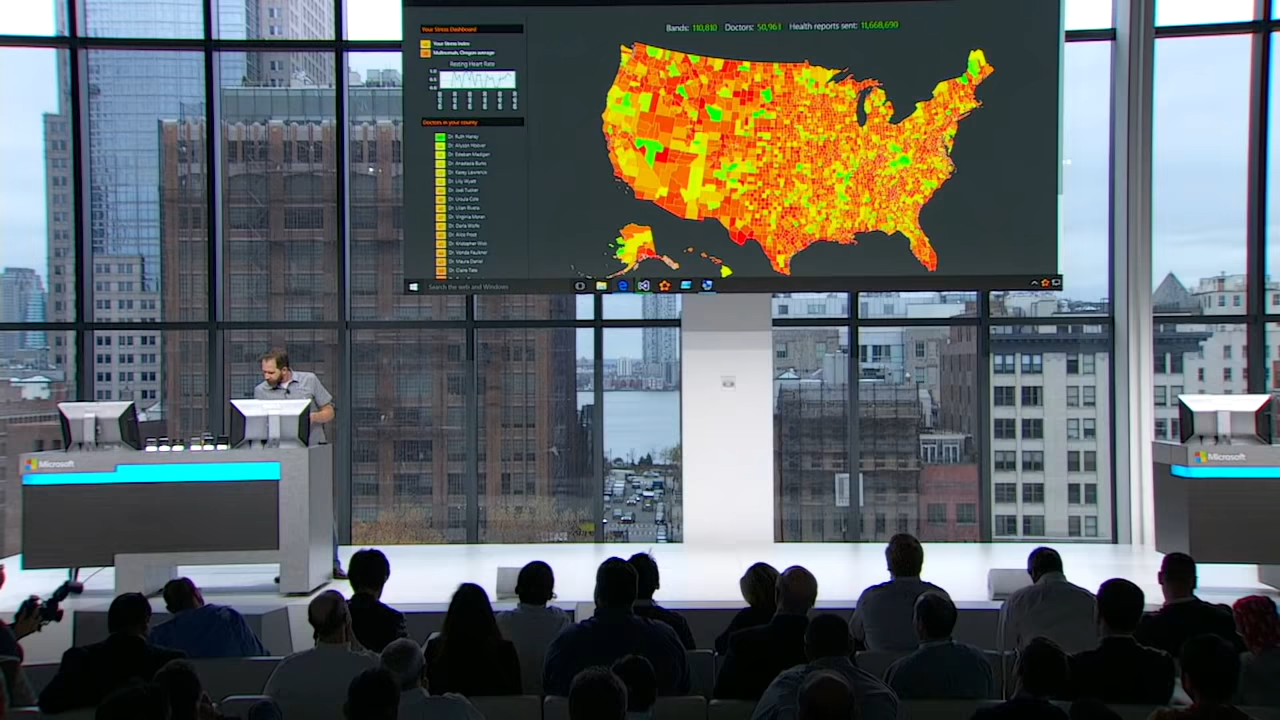 Your Stress Dashboard
Your Stress Index
Multnomah, Oregon average
Resting Heart Rate
Doctors in your county
Dr. Ruth Haney
Dr. Allyson Hoover
Dr. Esteban Madigan
Dr. Anastasia Burke
Dr. Kasey Lawrence
Dr. Lily Wyatt
Dr. Joel Tucker
Dr. Ursula Cole
Dr. Lilian Rivera
Dr. Virginia Moran
Dr. Darla Wolfe
Dr. Alice Frost
Dr. Kristopher Wise
Dr. Wanda Faulkner
Dr. Maura Daniel
Dr. Claire Tate
Bands: 110,810 Doctors: 50,963 Health reports sent: 11,668,690
Search the web and Windows
Microsoft
Microsoft